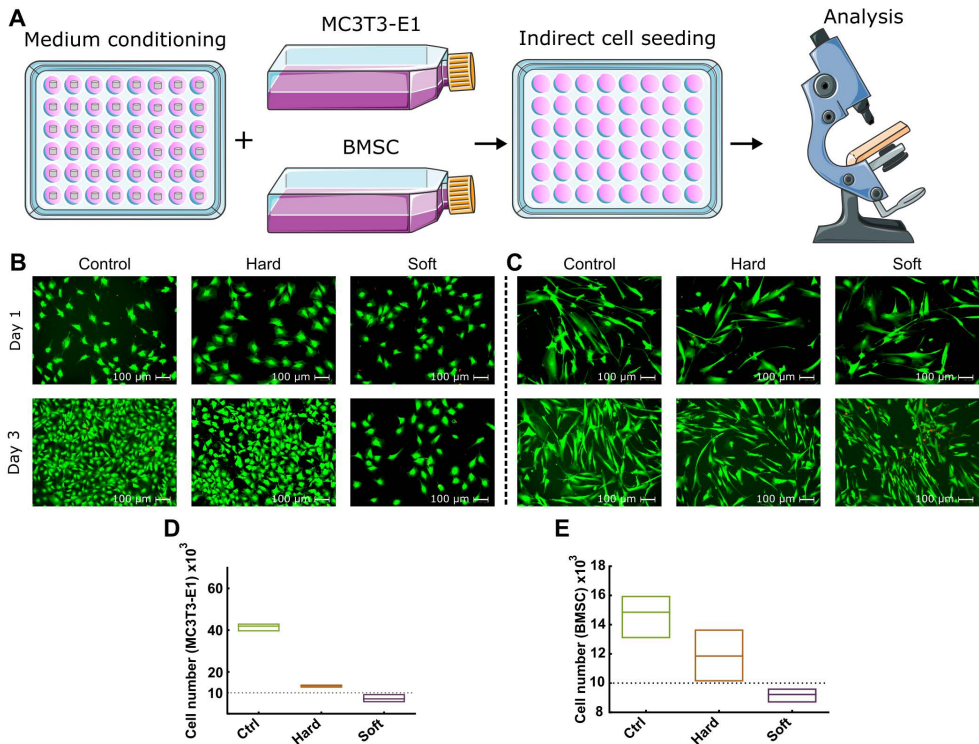 A
Medium conditioning
MC3T3-E1
BMSC
Indirect cell seeding
Analysis
+
B
Control
Hard
Soft
C
Control
Hard
Soft
Day 1
100 µm
100 µm
100 µm
100 µm
100 µm
100 µm
Day 3
100 µm
100 µm
100 µm
100 µm
100 µm
100 µm
D
Cell number (MC3T3-E1) x10³
60
40
20
10
0
Ctrl
Hard
Soft
E
Cell number (BMSC) x10³
18
16
14
12
10
8
Ctrl
Hard
Soft